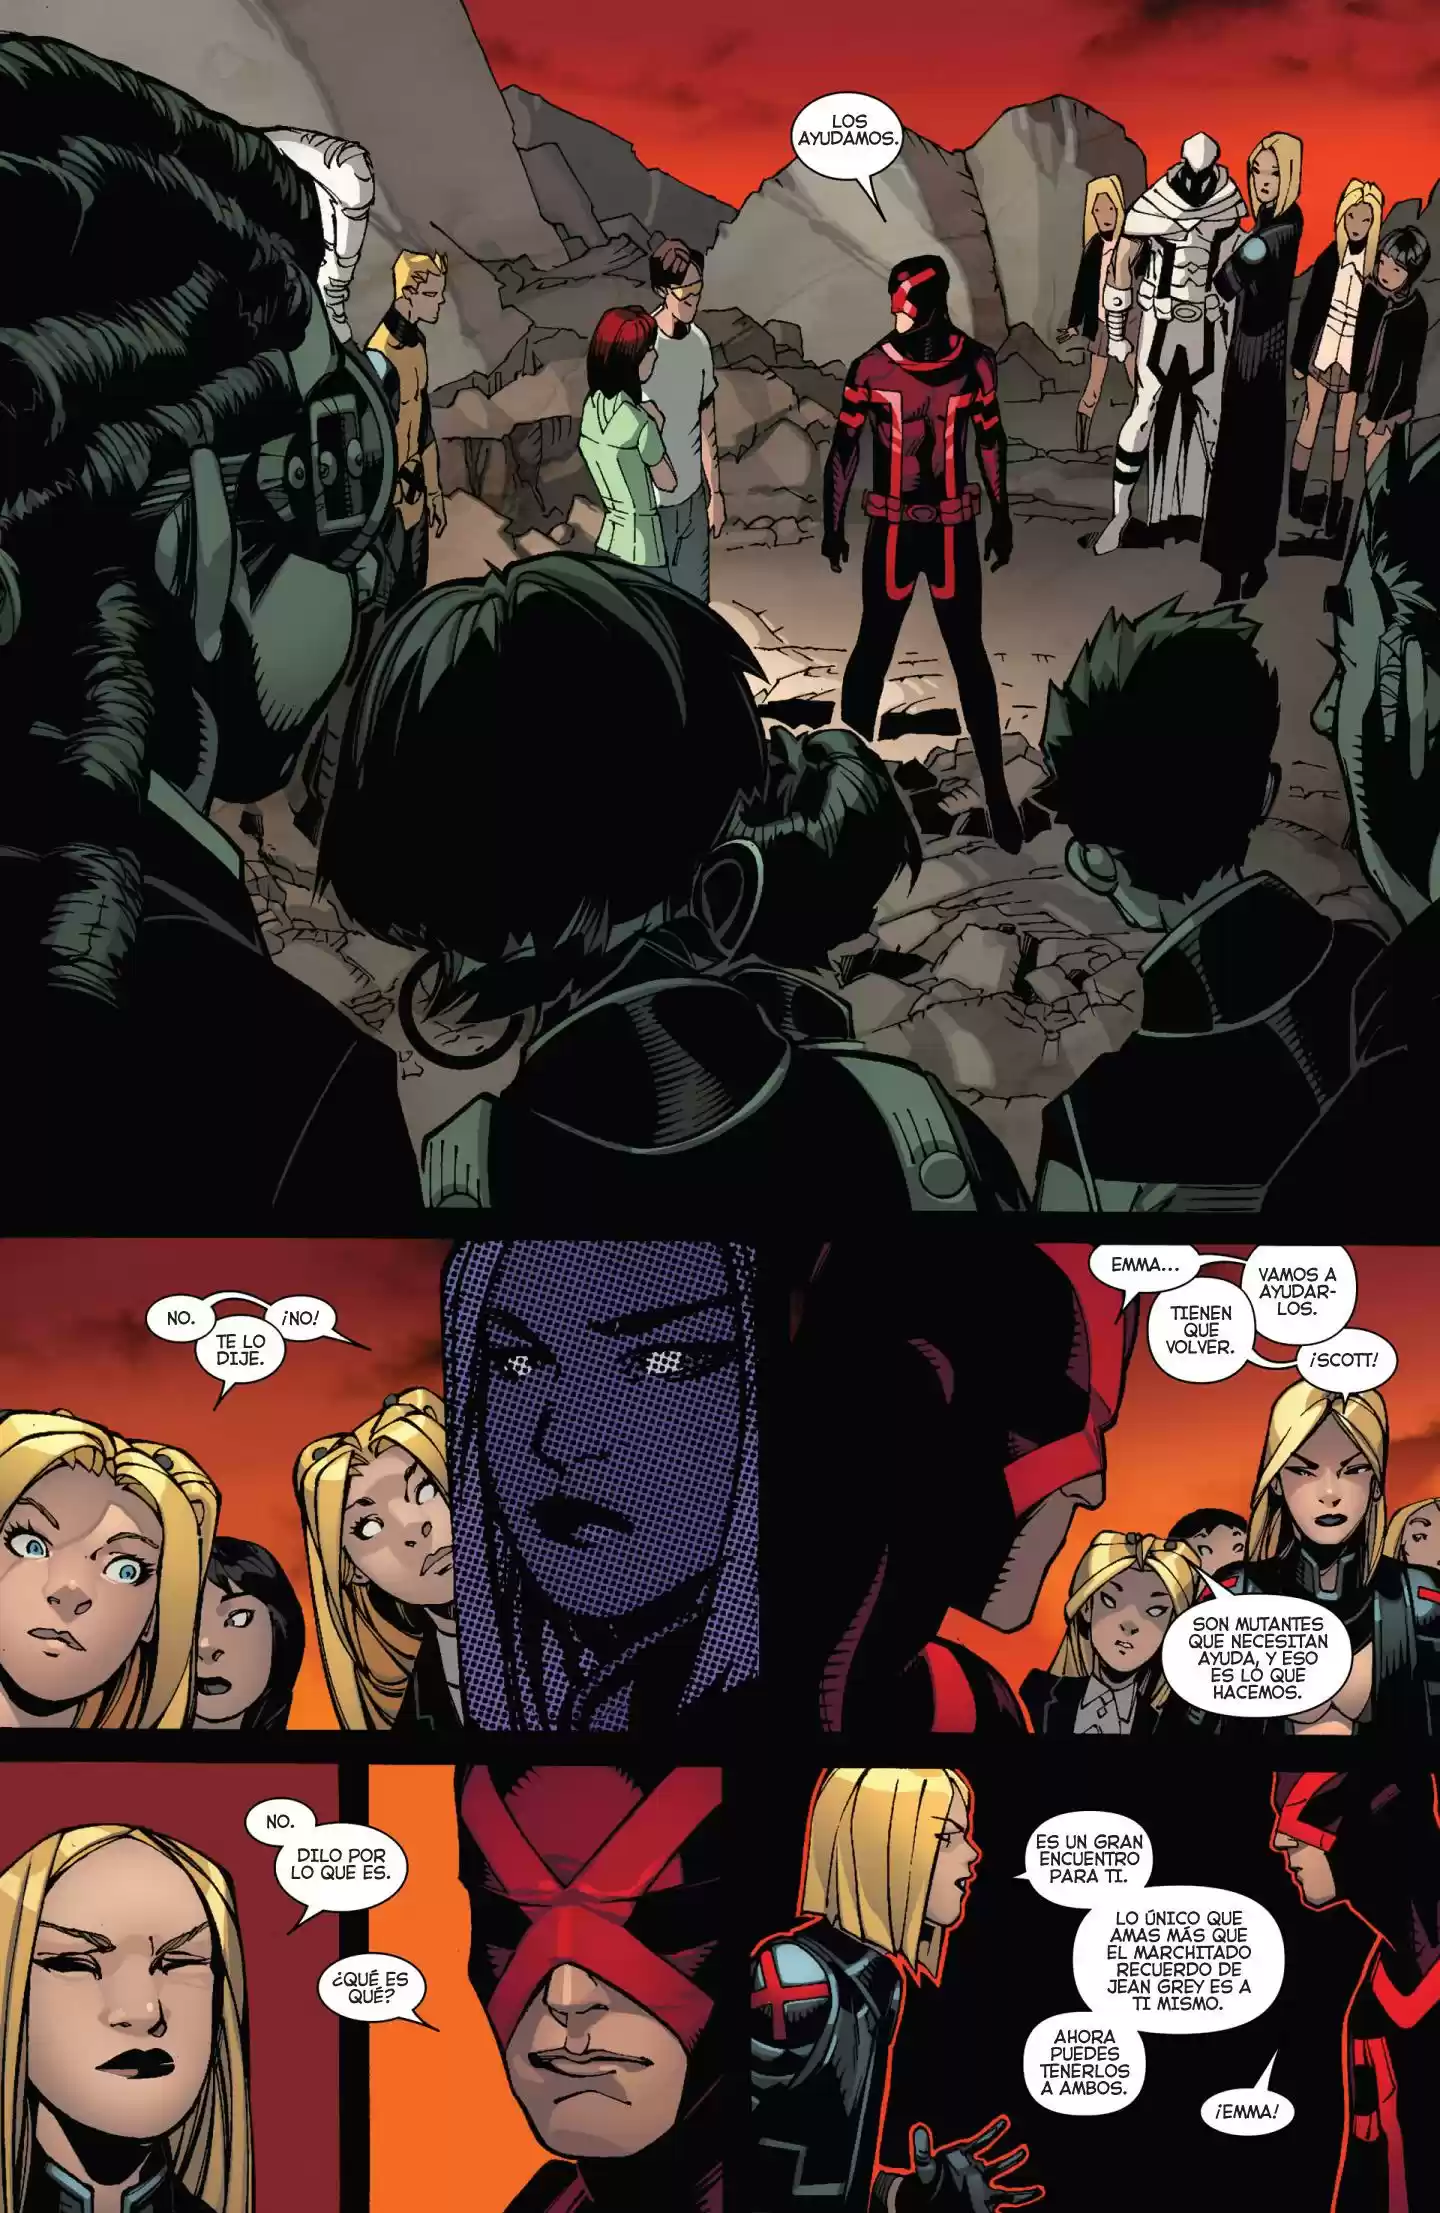 LOS
AYUDAMOS.
NO.
¡NO!
TE LO
DIJE.
EMMA...
VAMOS A
AYUDAR-
LOS.
TIENEN
QUE
VOLVER.
¡SCOTT!
SON MUTANTES
QUE NECESITAN
AYUDA, Y ESO
ES LO QUE
HACEMOS.
NO.
DILO POR
LO QUE ES.
¿QUÉ ES
QUÉ?
ES UN GRAN
ENCUENTRO
PARA TI.
LO ÚNICO QUE
AMAS MÁS QUE
EL MARCHITADO
RECUERDO DE
JEAN GREY ES A
TI MISMO.
AHORA
PUEDES
TENERLOS
A AMBOS.
¡EMMA!